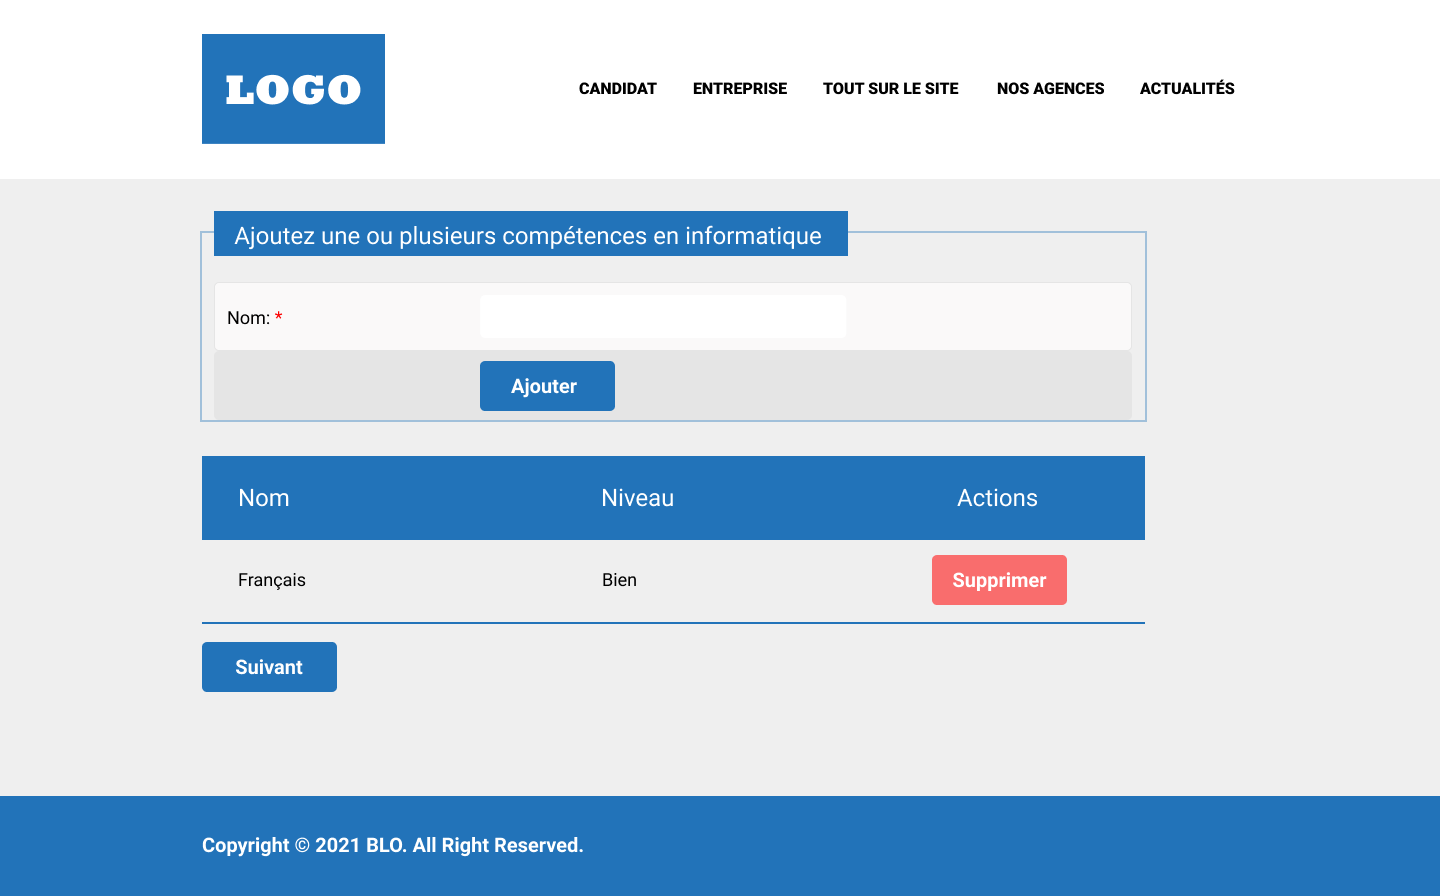 LOGO
CANDIDAT ENTREPRISE TOUT SUR LE SITE NOS AGENCES ACTUALITÉS
Ajoutez une ou plusieurs compétences en informatique
Nom: *
Ajouter
Nom Niveau Actions
Français Bien Supprimer
Suivant
Copyright © 2021 BLO. All Right Reserved.